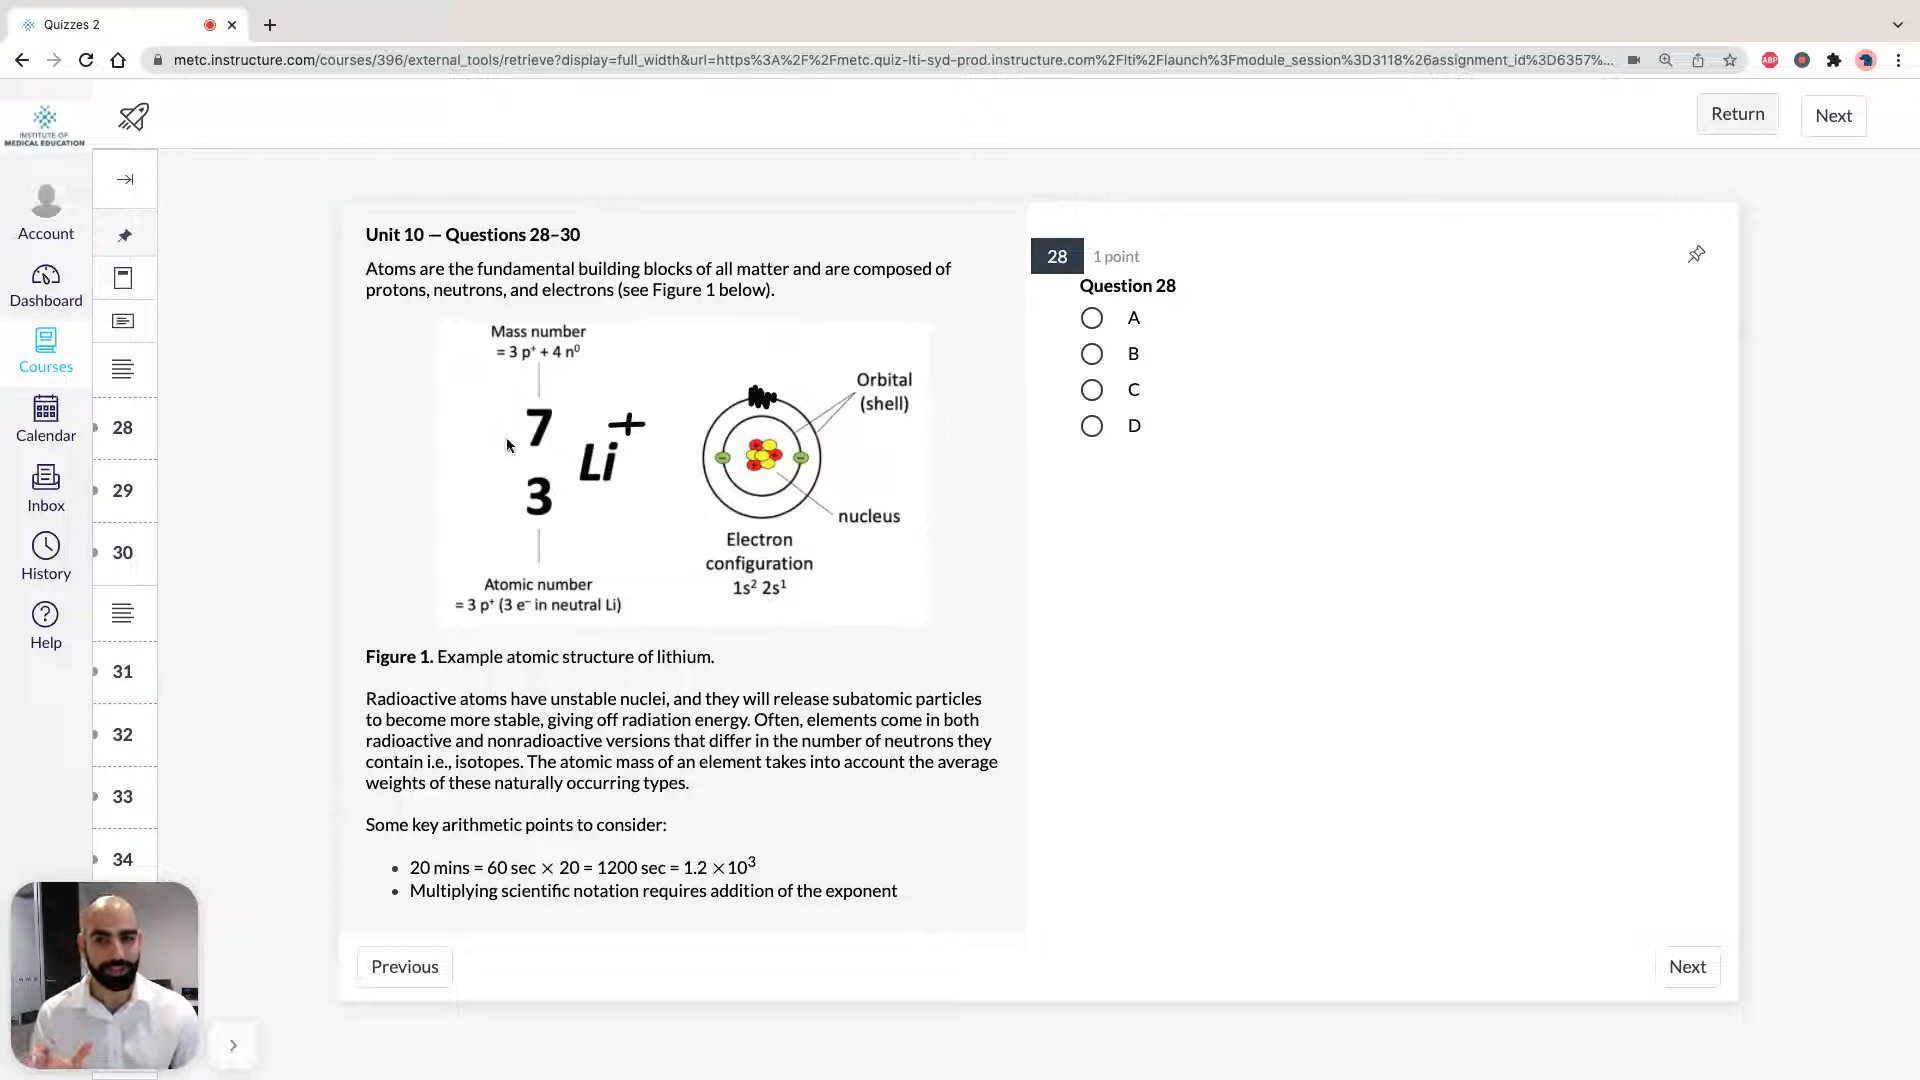 Quizzes 2
metc.instructure.com/courses/396/external_tools/retrieve?display=full_width&url=https%3A%2F%2Fmetc.quiz-lti-syd-prod.instructure.com%2Flti%2Flaunch%3Fmodule_session%3D3118%26assignment_id%3D6357%...
ABP
INSTITUTE OF
MEDICAL EDUCATION
Return
Next
Account
Dashboard
Courses
Calendar
Inbox
History
Help
28
29
30
31
32
33
34
Unit 10 — Questions 28–30
Atoms are the fundamental building blocks of all matter and are composed of
protons, neutrons, and electrons (see Figure 1 below).
Mass number
= 3 p⁺ + 4 n⁰
7
3
Li⁺
Atomic number
= 3 p⁺ (3 e⁻ in neutral Li)
Orbital
(shell)
nucleus
Electron
configuration
1s² 2s¹
Figure 1. Example atomic structure of lithium.
Radioactive atoms have unstable nuclei, and they will release subatomic particles
to become more stable, giving off radiation energy. Often, elements come in both
radioactive and nonradioactive versions that differ in the number of neutrons they
contain i.e., isotopes. The atomic mass of an element takes into account the average
weights of these naturally occurring types.
Some key arithmetic points to consider:
• 20 mins = 60 sec × 20 = 1200 sec = 1.2 ×10³
• Multiplying scientific notation requires addition of the exponent
28
1 point
Question 28
A
B
C
D
Previous
Next